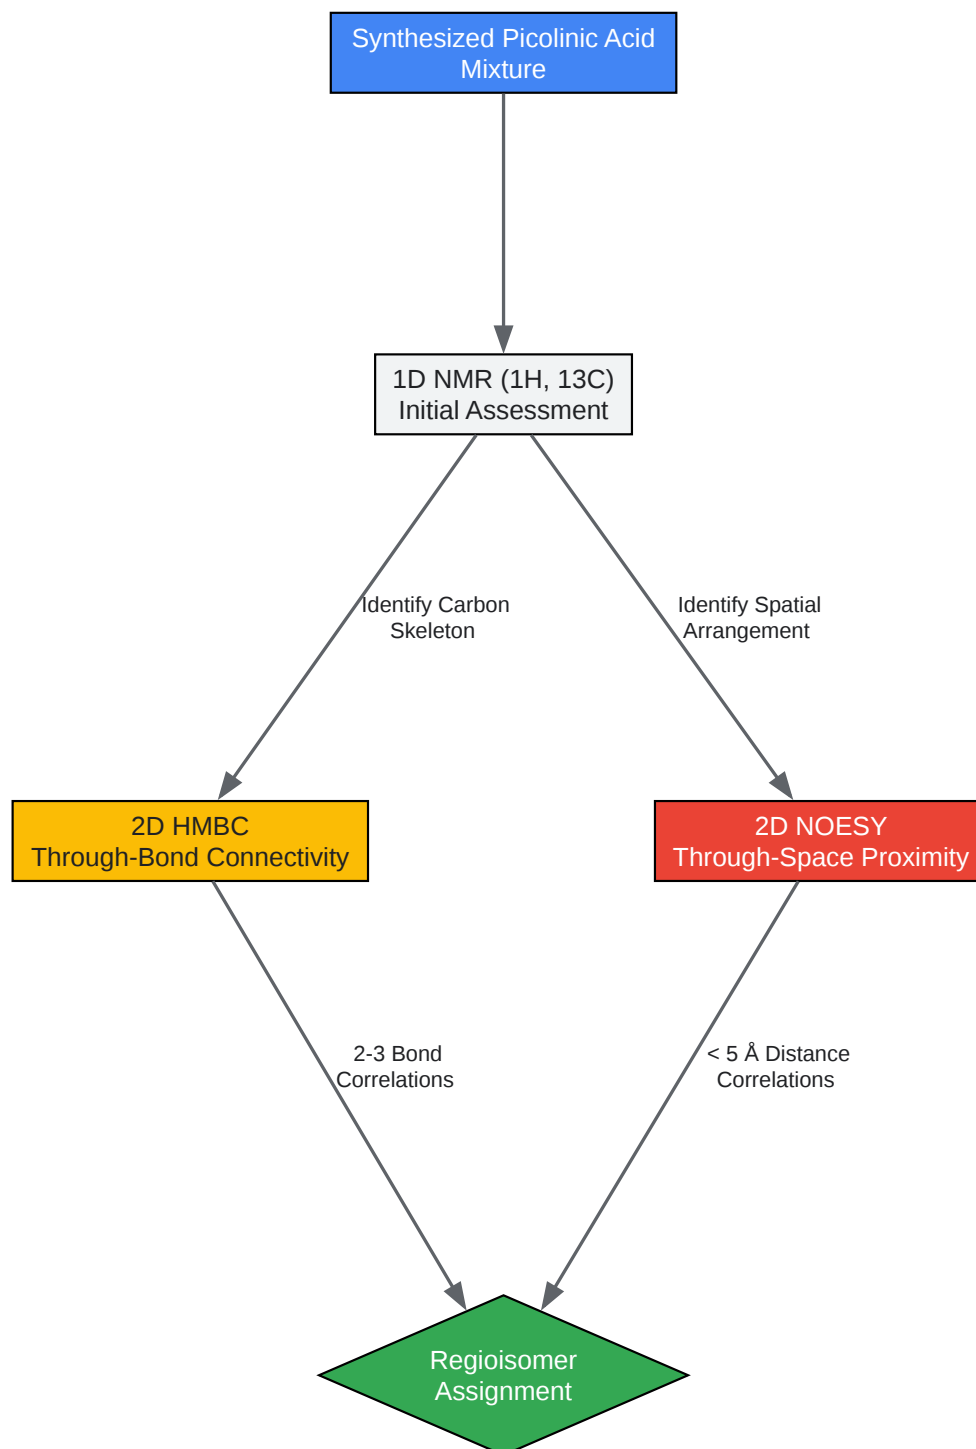 Synthesized Picolinic Acid
Mixture
1D NMR (1H, 13C)
Initial Assessment
Identify Carbon
Skeleton
Identify Spatial
Arrangement
2D HMBC
Through-Bond Connectivity
2D NOESY
Through-Space Proximity
2-3 Bond
Correlations
< 5 Å Distance
Correlations
Regioisomer
Assignment